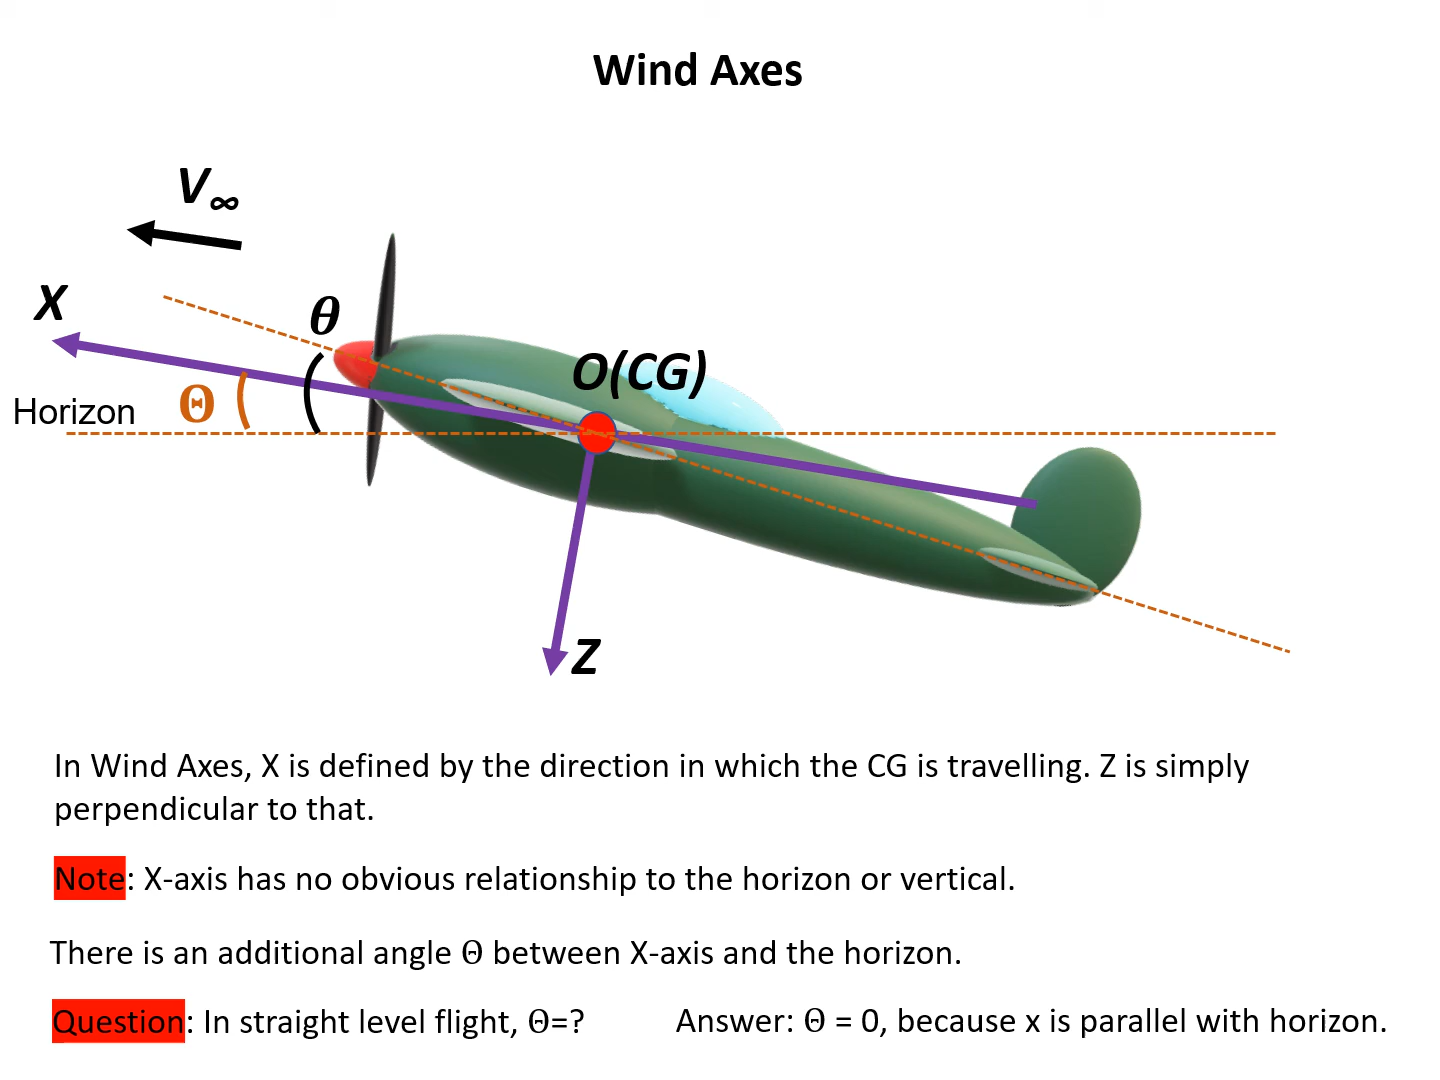 Wind Axes
V∞
X
θ
O(CG)
Θ
Horizon
Z
In Wind Axes, X is defined by the direction in which the CG is travelling. Z is simply
perpendicular to that.
Note: X-axis has no obvious relationship to the horizon or vertical.
There is an additional angle Θ between X-axis and the horizon.
Question: In straight level flight, Θ=? Answer: Θ = 0, because x is parallel with horizon.